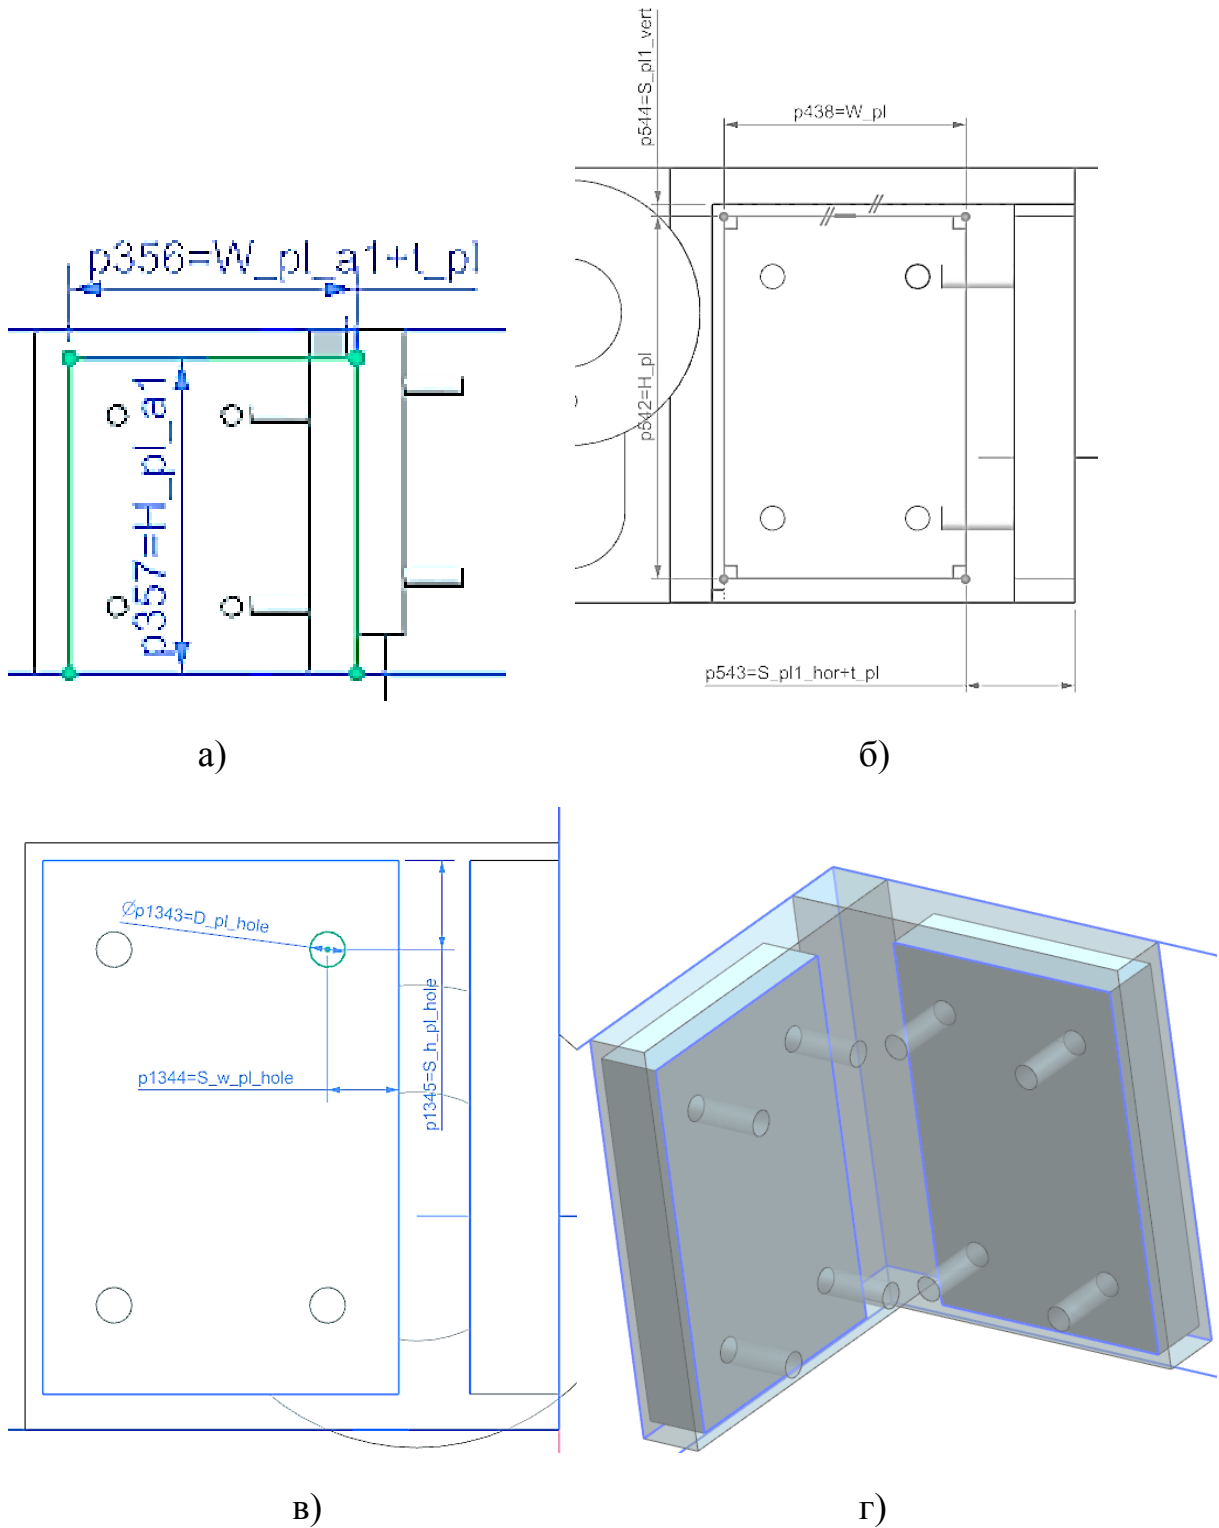 p544=S_pl1_vert
p438=W_pl
p356=W_pl_a1+t_pl
p357=H_pl_a1
p542=H_pl
p543=S_pl1_hor+t_pl
а)
б)
∅p1343=D_pl_hole
p1344=S_w_pl_hole
p1345=S_h_pl_hole
в)
г)